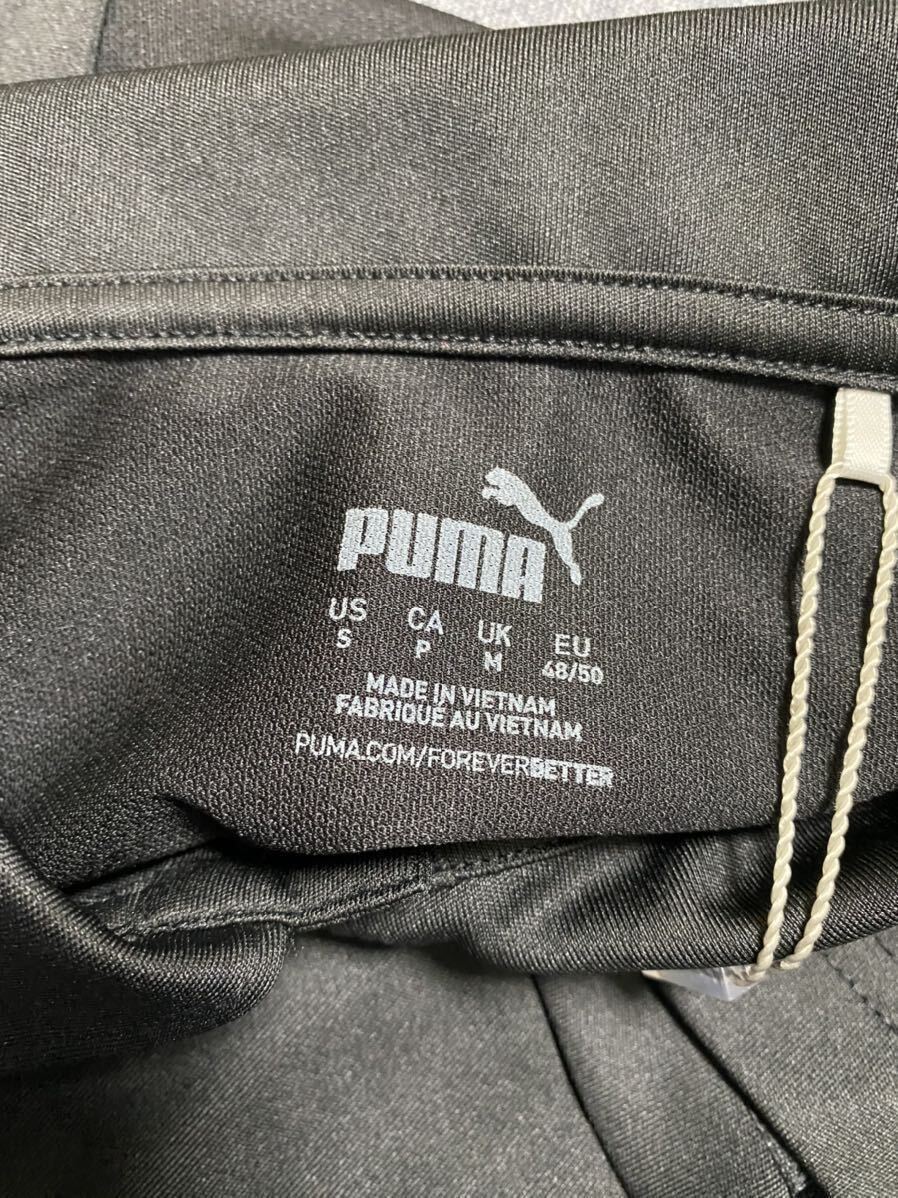 PUMA
US CA UK EU
S P M 48/50
MADE IN VIETNAM
FABRIQUÉ AU VIETNAM
PUMA.COM/FOREVERBETTER